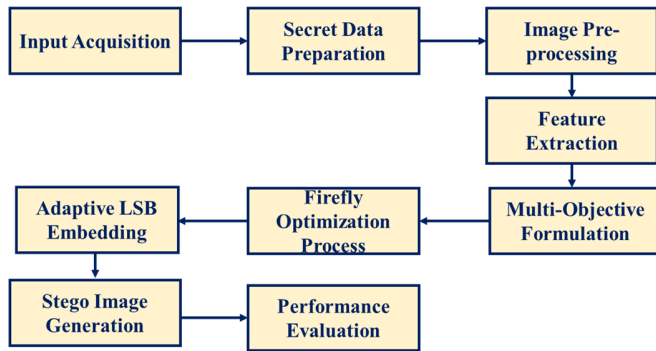 Input Acquisition
Secret Data
Preparation
Image Pre-
processing
Feature
Extraction
Multi-Objective
Formulation
Firefly
Optimization
Process
Adaptive LSB
Embedding
Stego Image
Generation
Performance
Evaluation